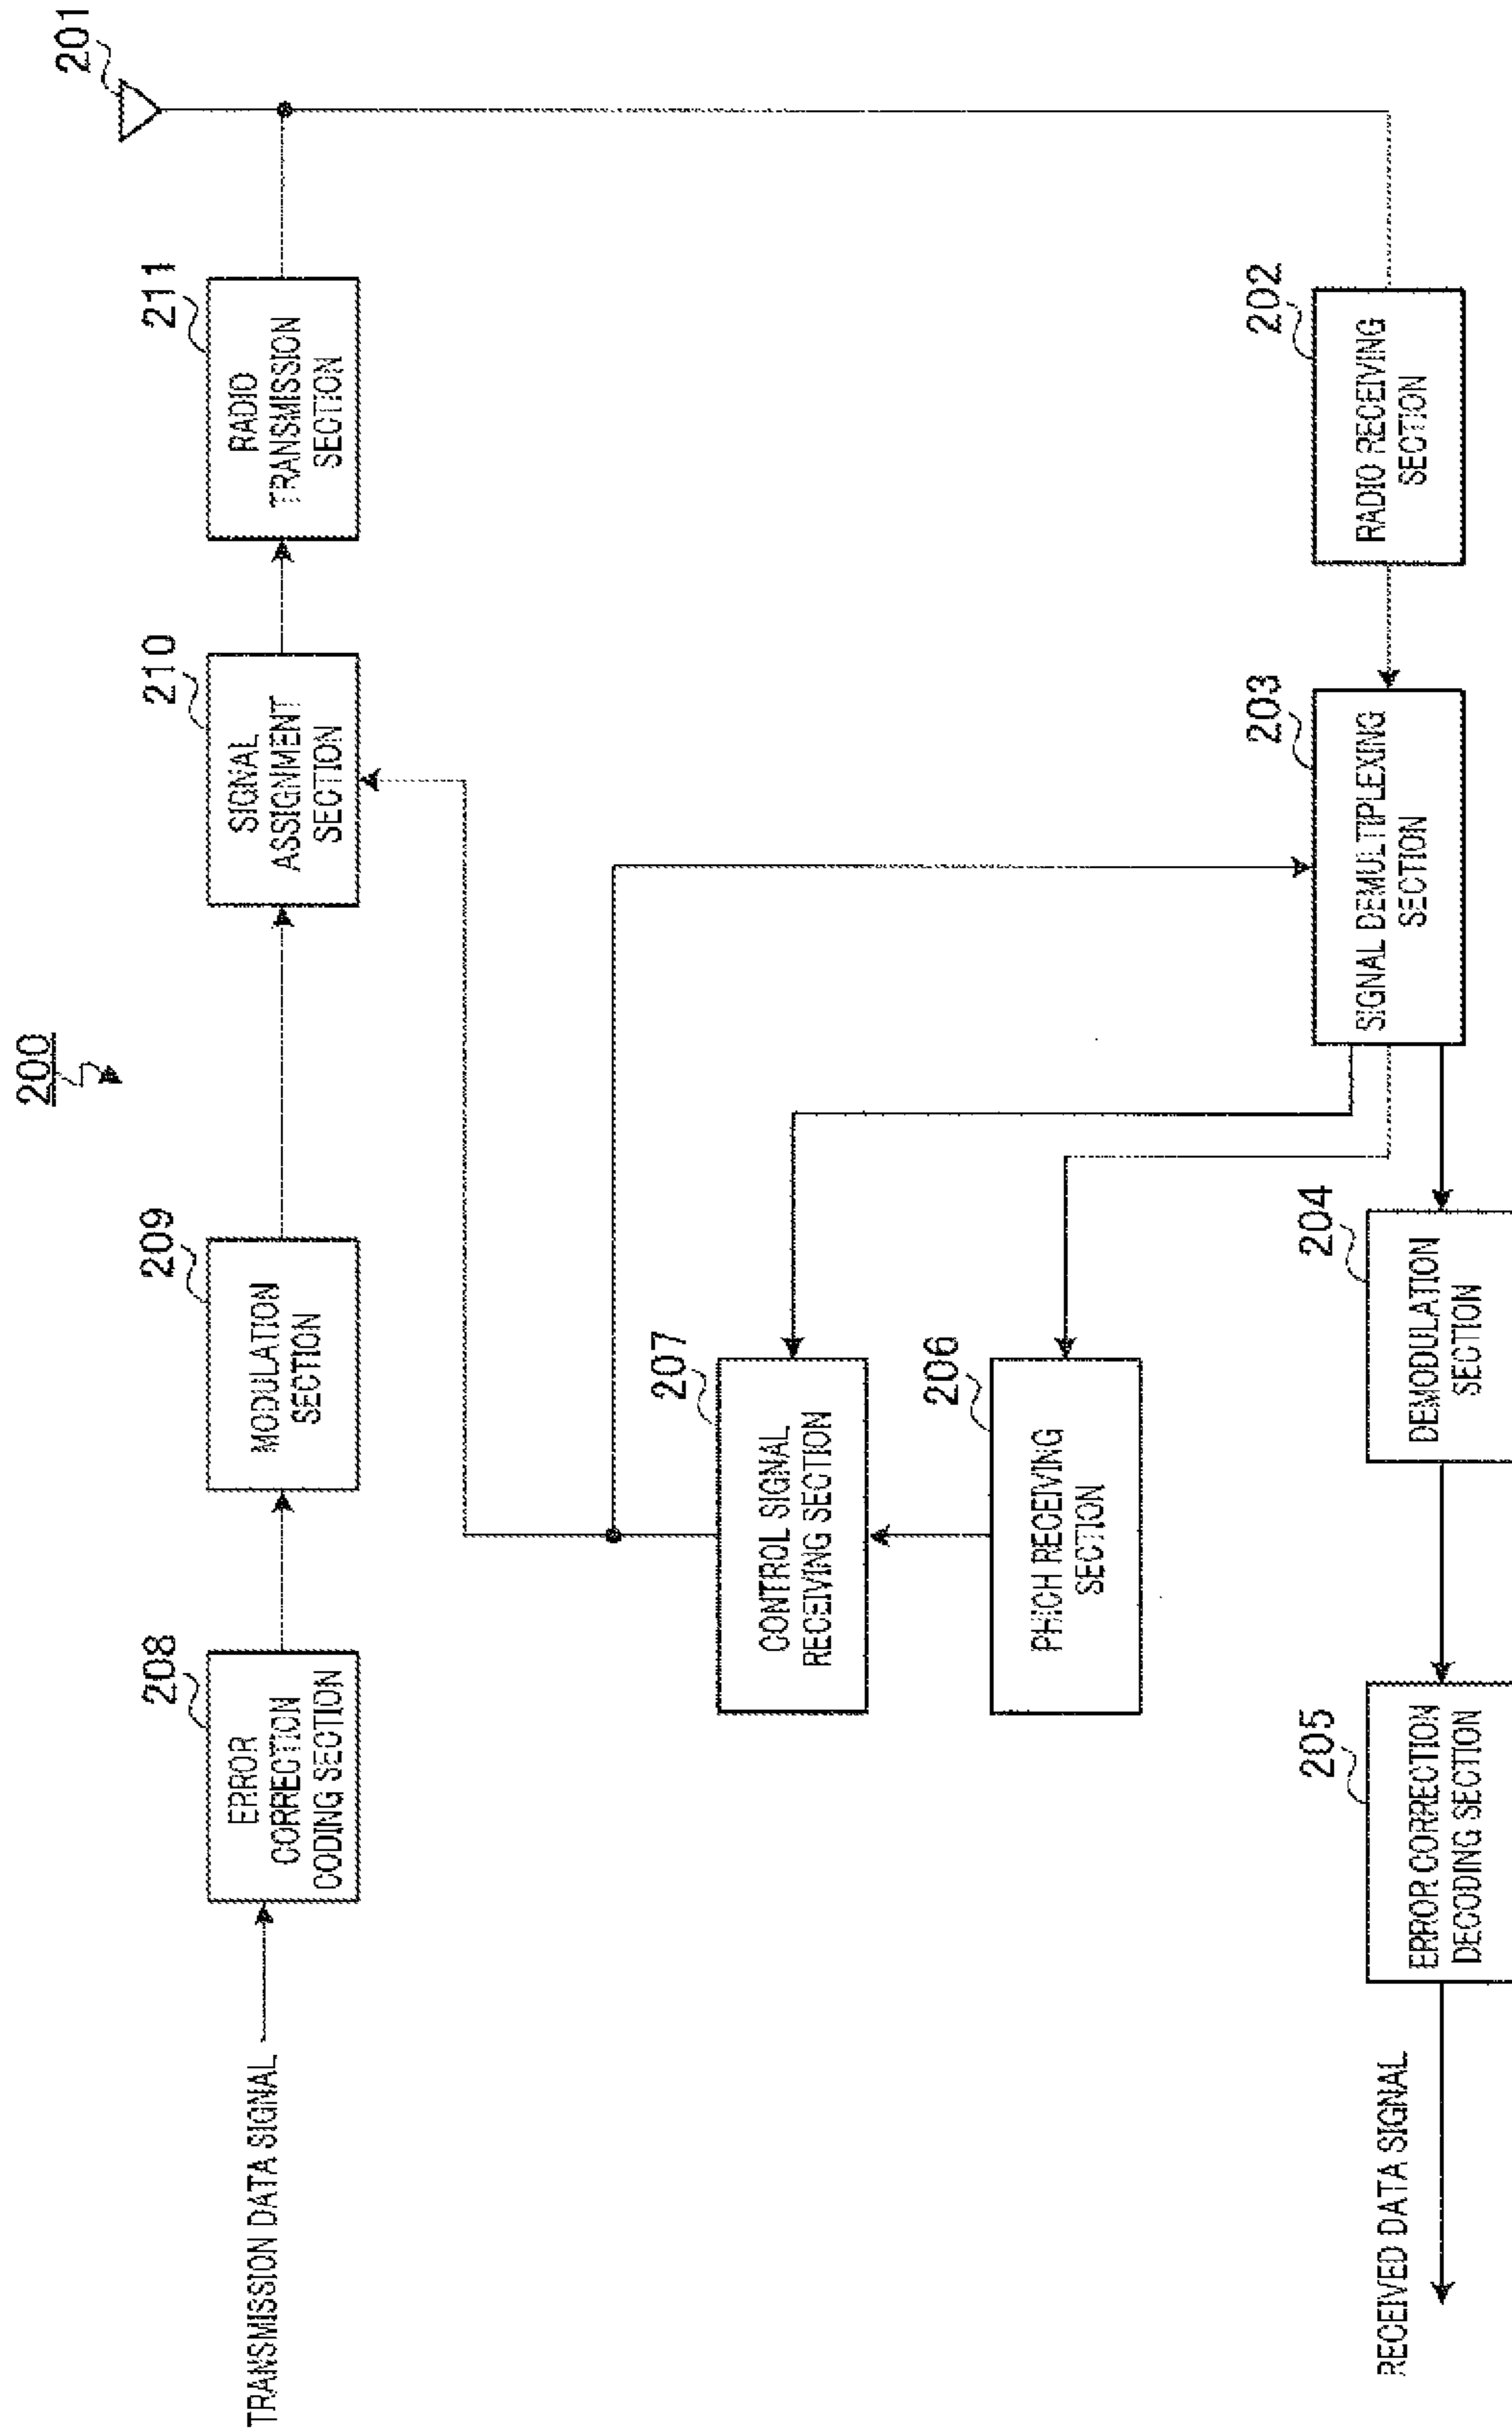 200
201
TRANSMISSION DATA SIGNAL
208
ERROR
CORRECTION
CODING SECTION
209
MODULATION
SECTION
210
SIGNAL
ASSIGNMENT
SECTION
211
RADIO
TRANSMISSION
SECTION
207
CONTROL SIGNAL
RECEIVING SECTION
206
PHICH RECEIVING
SECTION
RECEIVED DATA SIGNAL
205
ERROR CORRECTION
DECODING SECTION
204
DEMODULATION
SECTION
203
SIGNAL DEMULTIPLEXING
SECTION
202
RADIO RECEIVING
SECTION